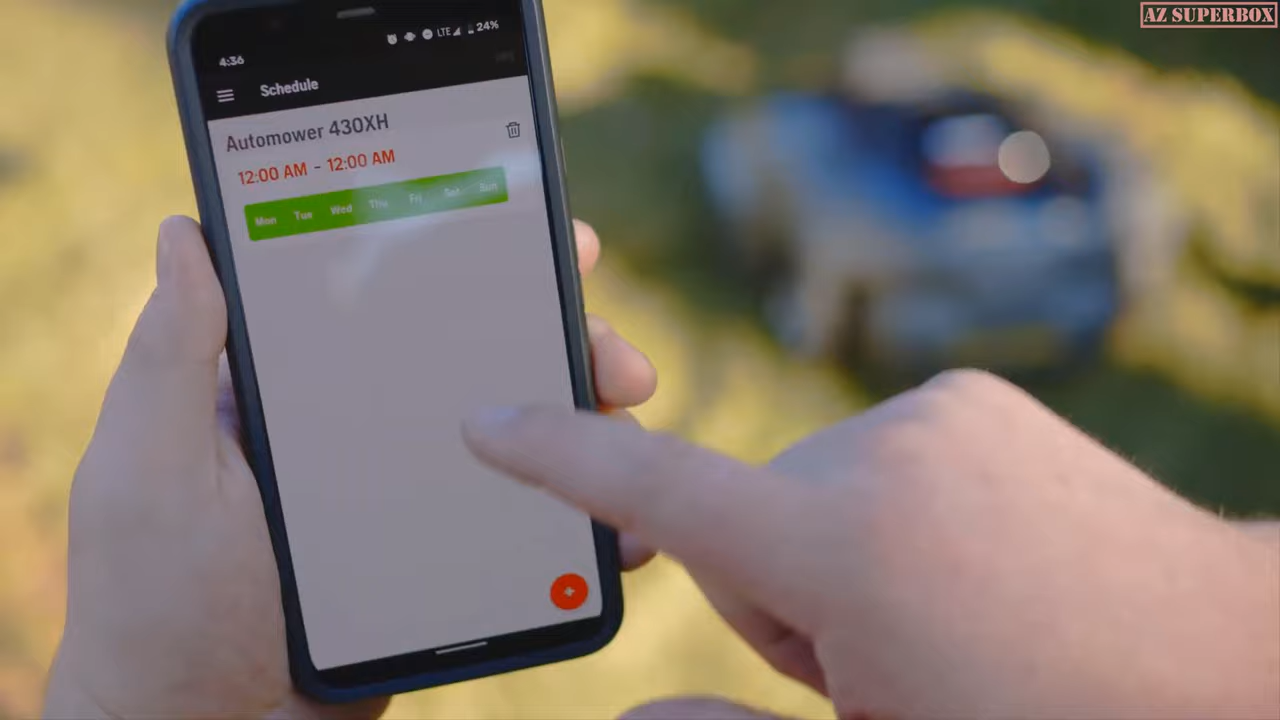 AZ SUPERBOX
4:36
LTE 24%
Schedule
Automower 430XH
12:00 AM - 12:00 AM
Mon Tue Wed Thu Fri Sat Sun